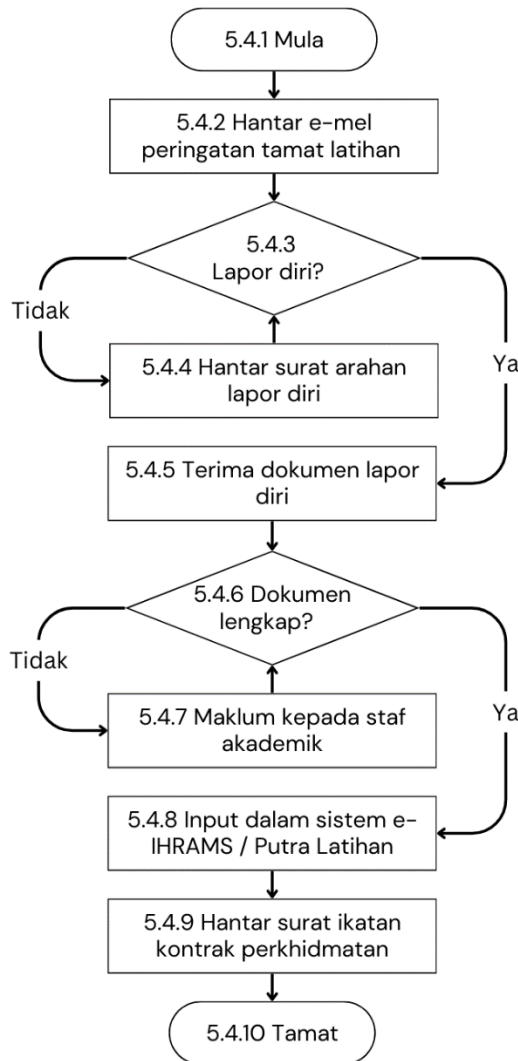 5.4.1 Mula
5.4.2 Hantar e-mel
peringatan tamat latihan
5.4.3
Lapor diri?
Tidak
Ya
5.4.4 Hantar surat arahan
lapor diri
5.4.5 Terima dokumen lapor
diri
5.4.6 Dokumen
lengkap?
Tidak
Ya
5.4.7 Maklum kepada staf
akademik
5.4.8 Input dalam sistem e-
IHRAMS / Putra Latihan
5.4.9 Hantar surat ikatan
kontrak perkhidmatan
5.4.10 Tamat